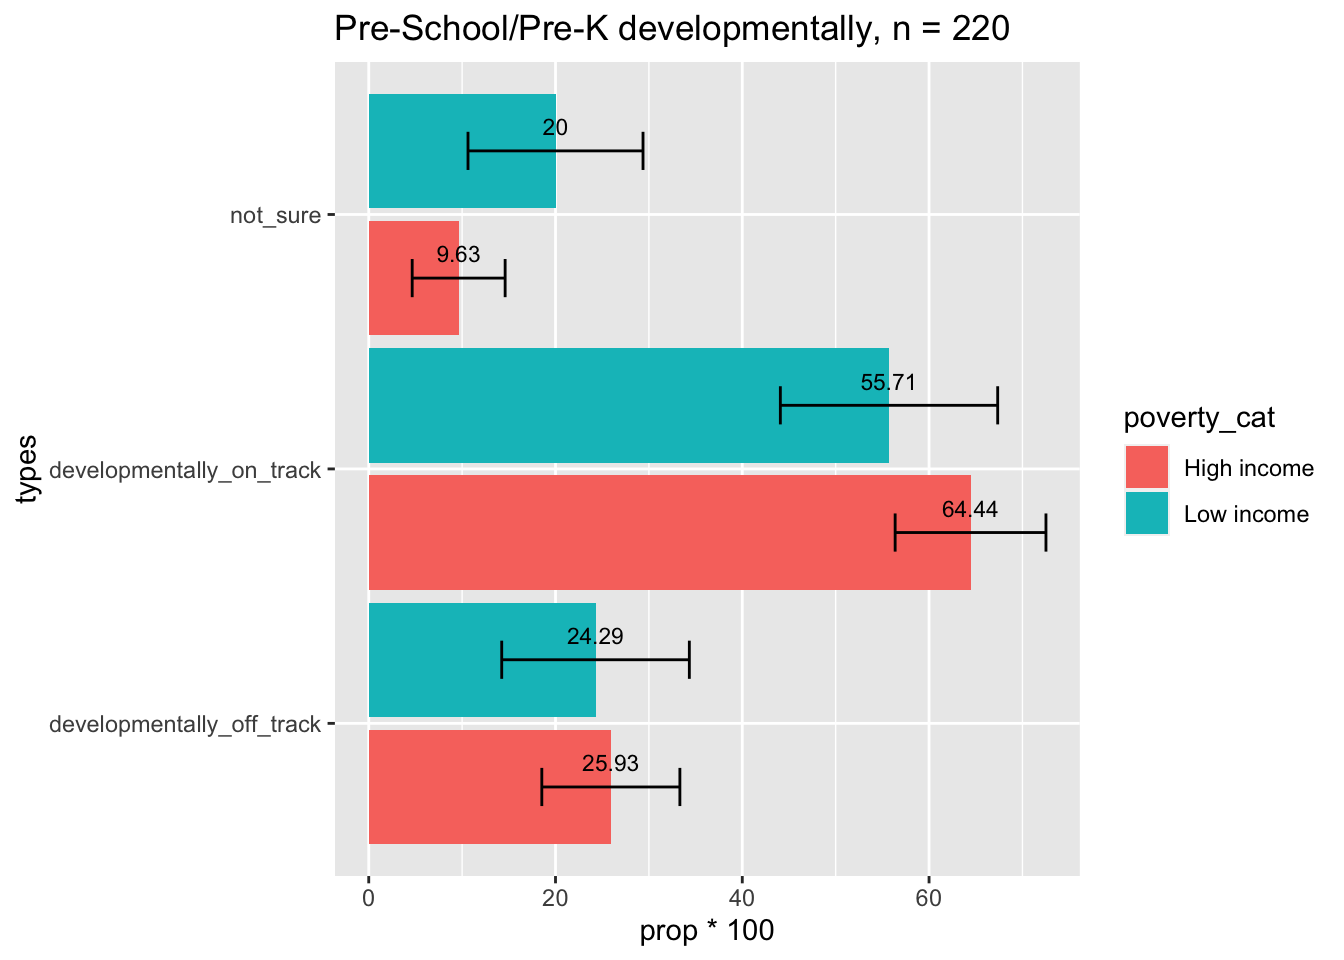 Pre-School/Pre-K developmentally, n = 220
20
not_sure
9.63
55.71
types
developmentally_on_track
64.44
24.29
developmentally_off_track
25.93
0 20 40 60
prop * 100
poverty_cat
High income
Low income